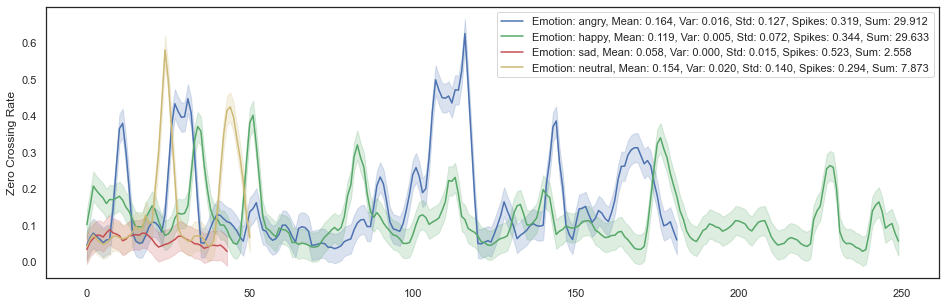 Emotion: angry, Mean: 0.164, Var: 0.016, Std: 0.127, Spikes: 0.319, Sum: 29.912
Emotion: happy, Mean: 0.119, Var: 0.005, Std: 0.072, Spikes: 0.344, Sum: 29.633
Emotion: sad, Mean: 0.058, Var: 0.000, Std: 0.015, Spikes: 0.523, Sum: 2.558
Emotion: neutral, Mean: 0.154, Var: 0.020, Std: 0.140, Spikes: 0.294, Sum: 7.873
Zero Crossing Rate
0.6
0.5
0.4
0.3
0.2
0.1
0.0
0 50 100 150 200 250